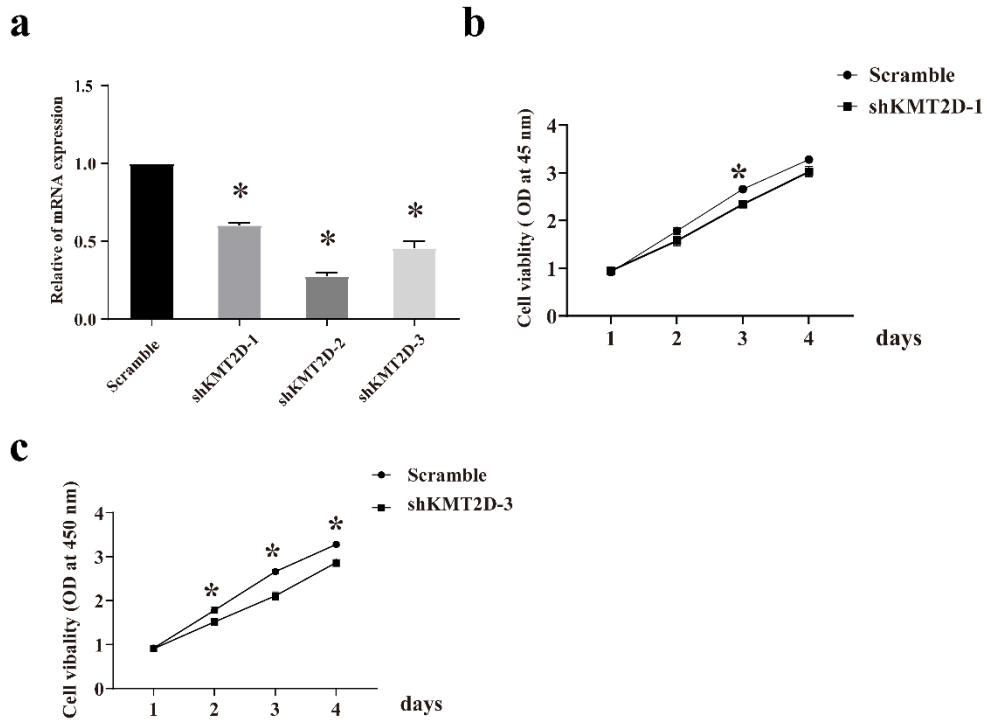 a
Relative of mRNA expression
1.5
1.0
0.5
0.0
*
*
*
Scramble
shKMT2D-1
shKMT2D-2
shKMT2D-3
b
Scramble
shKMT2D-1
Cell viablity ( OD at 45 nm)
4
3
2
1
0
*
1 2 3 4 days
c
Scramble
shKMT2D-3
Cell vibality (OD at 450 nm)
4
3
2
1
0
*
*
*
1 2 3 4 days